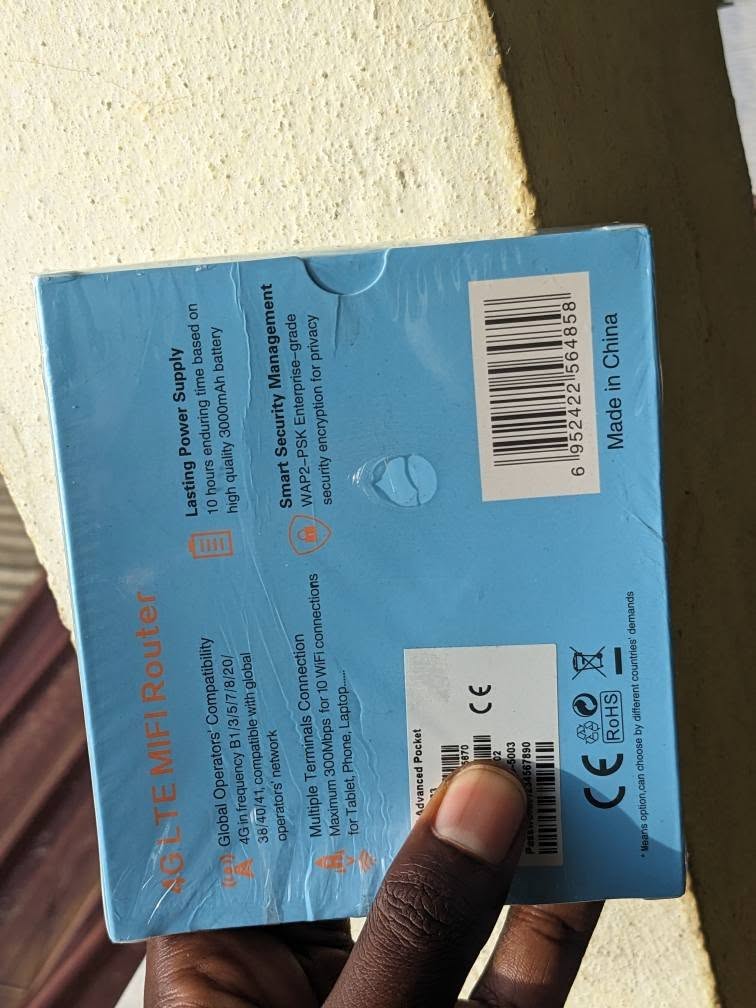 4G LTE MIFI Router
Global Operators' Compatibility
4G in frequency B1/3/5/7/8/20/
38/40/41, compatible with global
operators' network
Lasting Power Supply
10 hours enduring time based on
high quality 3000mAh battery
Multiple Terminals Connection
Maximum 300Mbps for 10 WiFi connections
for Tablet, Phone, Laptop......
Smart Security Management
WAP2-PSK Enterprise-grade
security encryption for privacy
Advanced Pocket
5670
02
5003
1234567890
CE
CE
RoHS
* Means option,can choose by different countries' demands
6 952422 564858
Made in China